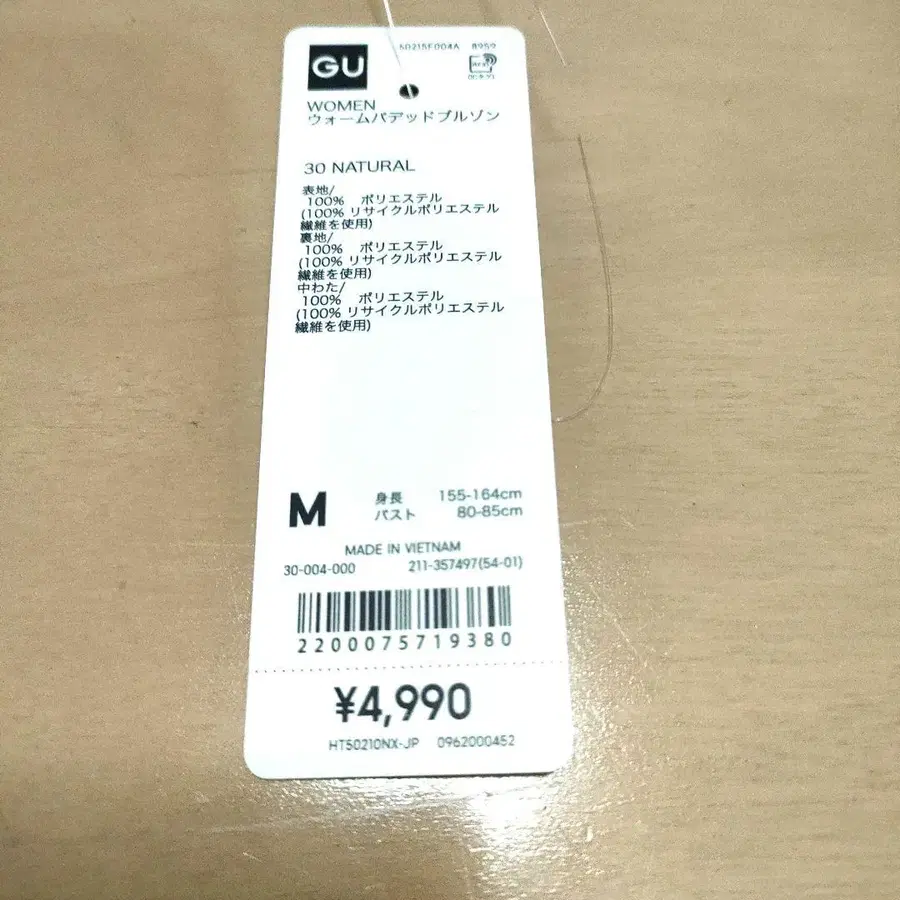 GU
50215F004A 8959
WOMEN
ウォームパデッドブルゾン
30 NATURAL
表地/
100% ポリエステル
(100% リサイクルポリエステル
繊維を使用)
裏地/
100% ポリエステル
(100% リサイクルポリエステル
繊維を使用)
中わた/
100% ポリエステル
(100% リサイクルポリエステル
繊維を使用)
M 身長 155-164cm
バスト 80-85cm
MADE IN VIETNAM
30-004-000 211-357497(54-01)
2200075719380
¥4,990
HT50210NX-JP 0962000452